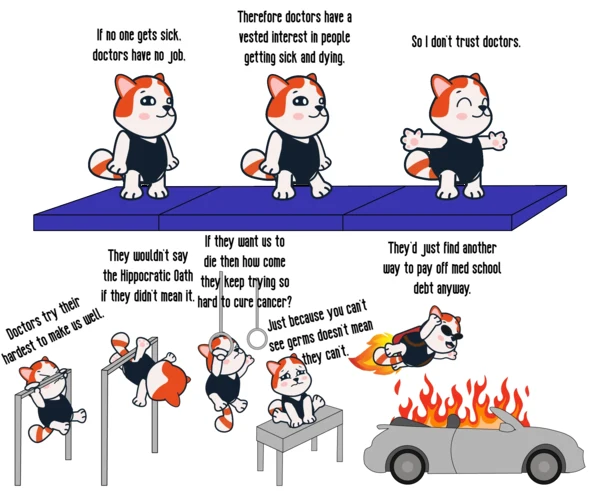 If no one gets sick.
doctors have no job.
Therefore doctors have a
vested interest in people
getting sick and dying.
So I don't trust doctors.
Doctors try their
hardest to make us well.
They wouldn't say
the Hippocratic Oath
if they didn't mean it.
If they want us to
die then how come
they keep trying so
hard to cure cancer?
Just because you can't
see germs doesn't mean
they can't.
They'd just find another
way to pay off med school
debt anyway.